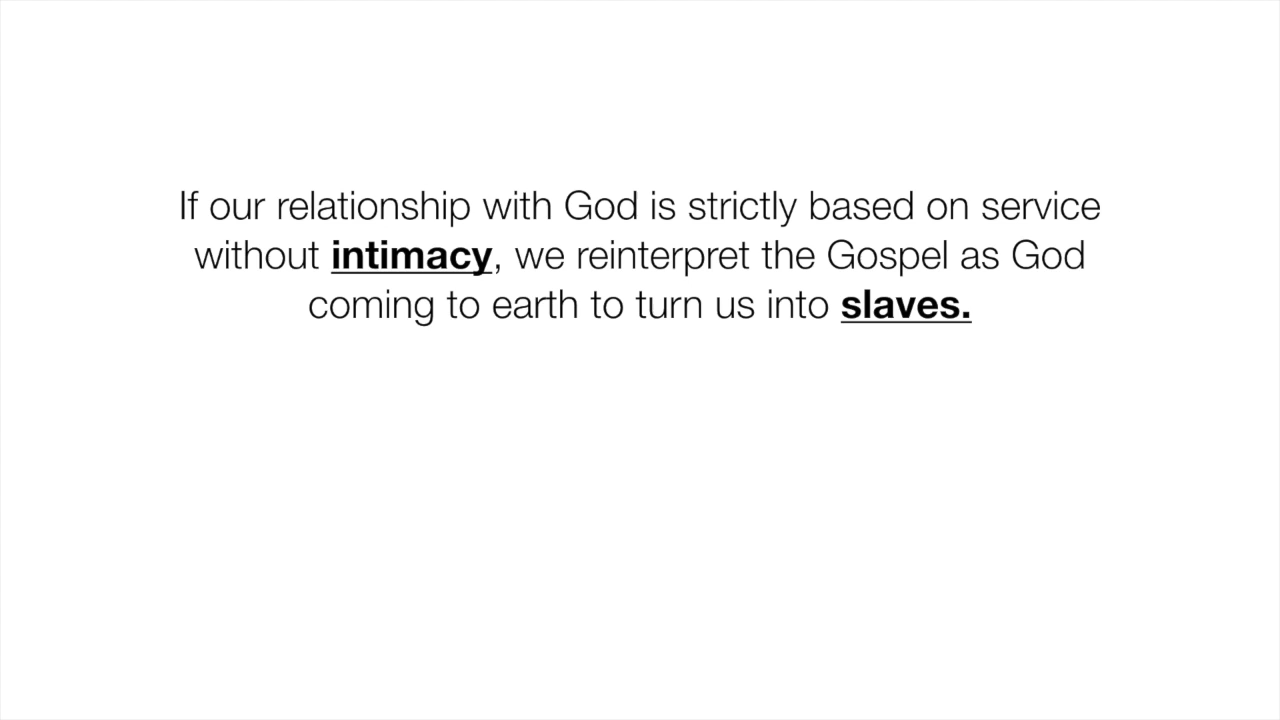 If our relationship with God is strictly based on service
without intimacy, we reinterpret the Gospel as God
coming to earth to turn us into slaves.